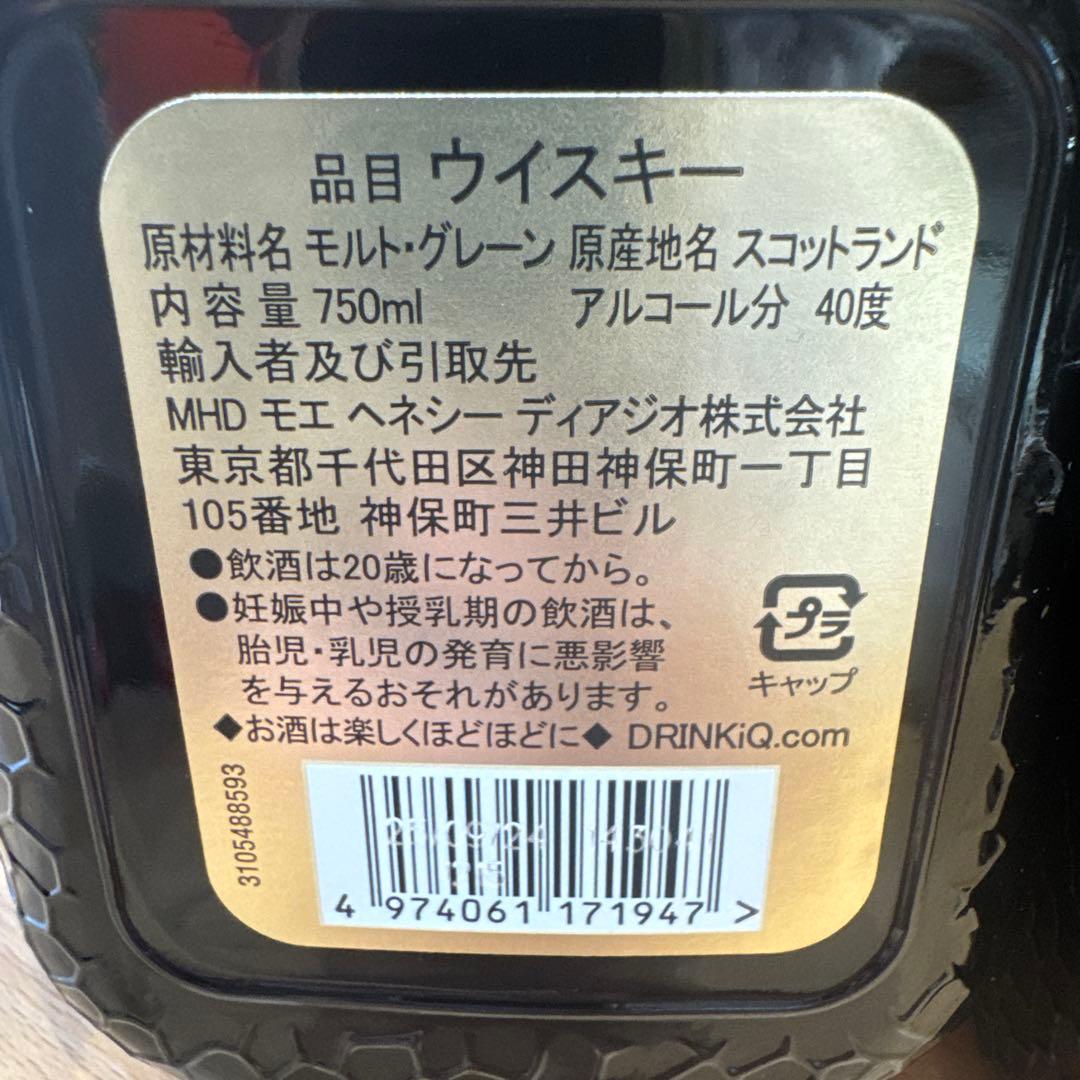 品目 ウイスキー
原材料名 モルト・グレーン 原産地名 スコットランド
内容量 750ml アルコール分 40度
輸入者及び引取先
MHD モエ ヘネシー ディアジオ株式会社
東京都千代田区神田神保町一丁目
105番地 神保町三井ビル
●飲酒は20歳になってから。
●妊娠中や授乳期の飲酒は、
胎児・乳児の発育に悪影響
を与えるおそれがあります。
プラ
キャップ
◆お酒は楽しくほどほどに◆ DRINKiQ.com
3105488593
4 974061 171947 >